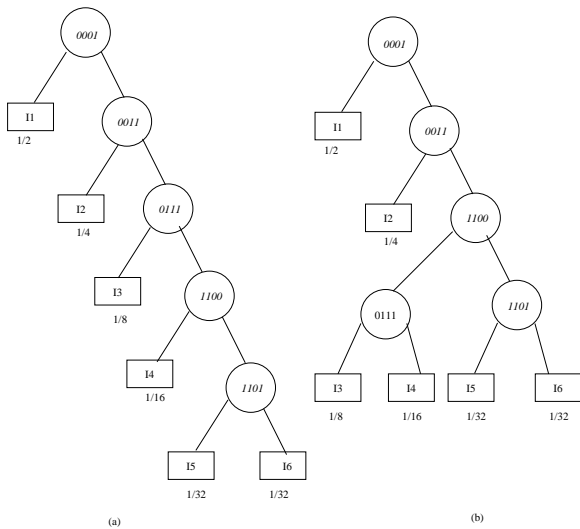 0001
I1
1/2
0011
I2
1/4
0111
I3
1/8
1100
I4
1/16
1101
I5
I6
1/32
1/32
(a)
0001
I1
1/2
0011
I2
1/4
1100
0111
1101
I3
I4
I5
I6
1/8
1/16
1/32
1/32
(b)